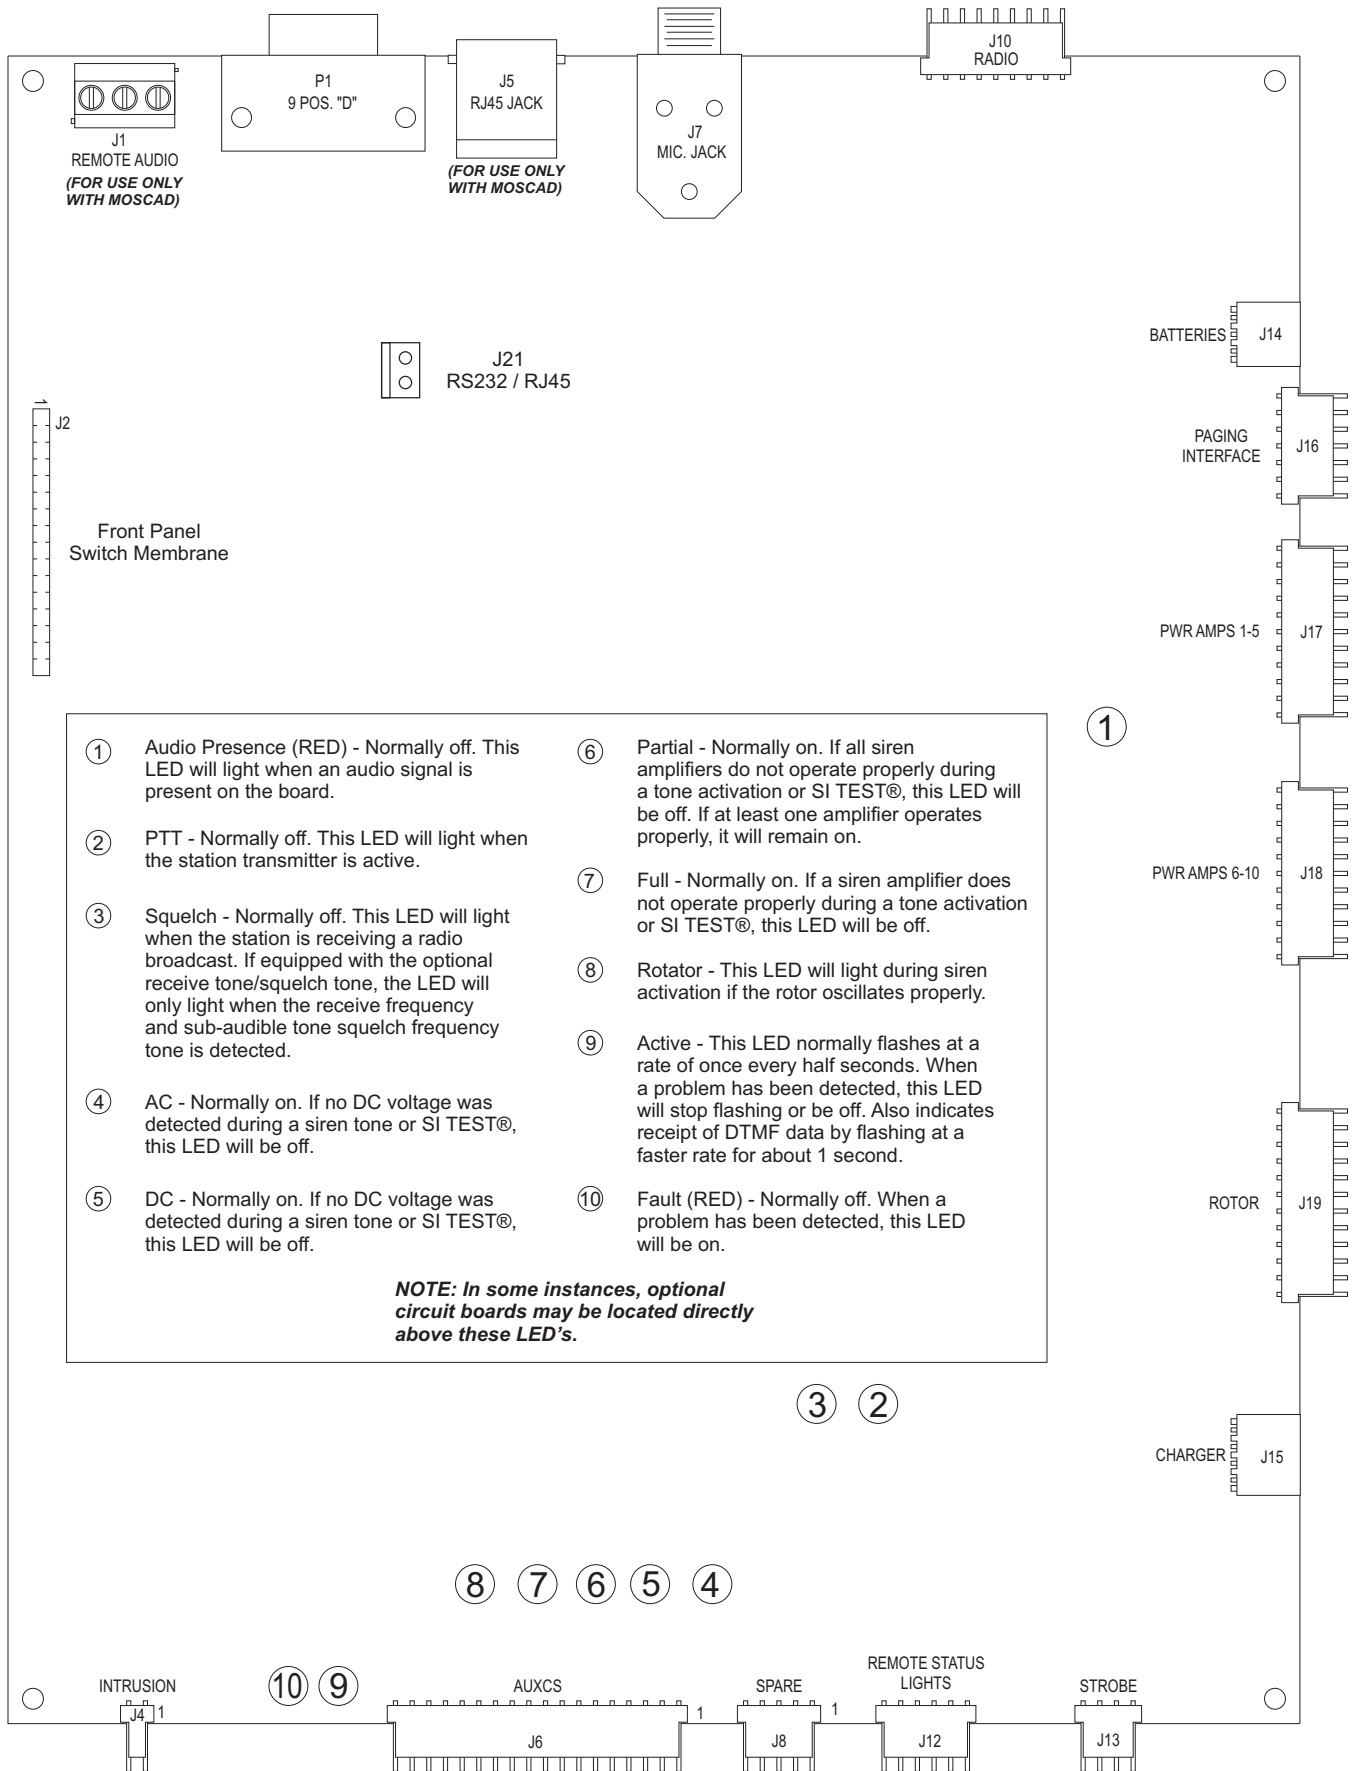 J10
RADIO
P1
9 POS. "D"
J5
RJ45 JACK
J7
MIC. JACK
J1
REMOTE AUDIO
(FOR USE ONLY
WITH MOSCAD)
(FOR USE ONLY
WITH MOSCAD)
BATTERIES
J14
J21
RS232 / RJ45
1
J2
PAGING
INTERFACE
J16
Front Panel
Switch Membrane
PWR AMPS 1-5
J17
1
1 Audio Presence (RED) - Normally off. This
LED will light when an audio signal is
present on the board.
2 PTT - Normally off. This LED will light when
the station transmitter is active.
3 Squelch - Normally off. This LED will light
when the station is receiving a radio
broadcast. If equipped with the optional
receive tone/squelch tone, the LED will
only light when the receive frequency
and sub-audible tone squelch frequency
tone is detected.
4 AC - Normally on. If no DC voltage was
detected during a siren tone or SI TEST®,
this LED will be off.
5 DC - Normally on. If no DC voltage was
detected during a siren tone or SI TEST®,
this LED will be off.
6 Partial - Normally on. If all siren
amplifiers do not operate properly during
a tone activation or SI TEST®, this LED will
be off. If at least one amplifier operates
properly, it will remain on.
7 Full - Normally on. If a siren amplifier does
not operate properly during a tone activation
or SI TEST®, this LED will be off.
8 Rotator - This LED will light during siren
activation if the rotor oscillates properly.
9 Active - This LED normally flashes at a
rate of once every half seconds. When
a problem has been detected, this LED
will stop flashing or be off. Also indicates
receipt of DTMF data by flashing at a
faster rate for about 1 second.
10 Fault (RED) - Normally off. When a
problem has been detected, this LED
will be on.
NOTE: In some instances, optional
circuit boards may be located directly
above these LED's.
PWR AMPS 6-10
J18
ROTOR
J19
3 2
CHARGER
J15
8 7 6 5 4
10 9
INTRUSION
J4 1
AUXCS
1
J6
SPARE
1
J8
REMOTE STATUS
LIGHTS
J12
STROBE
J13